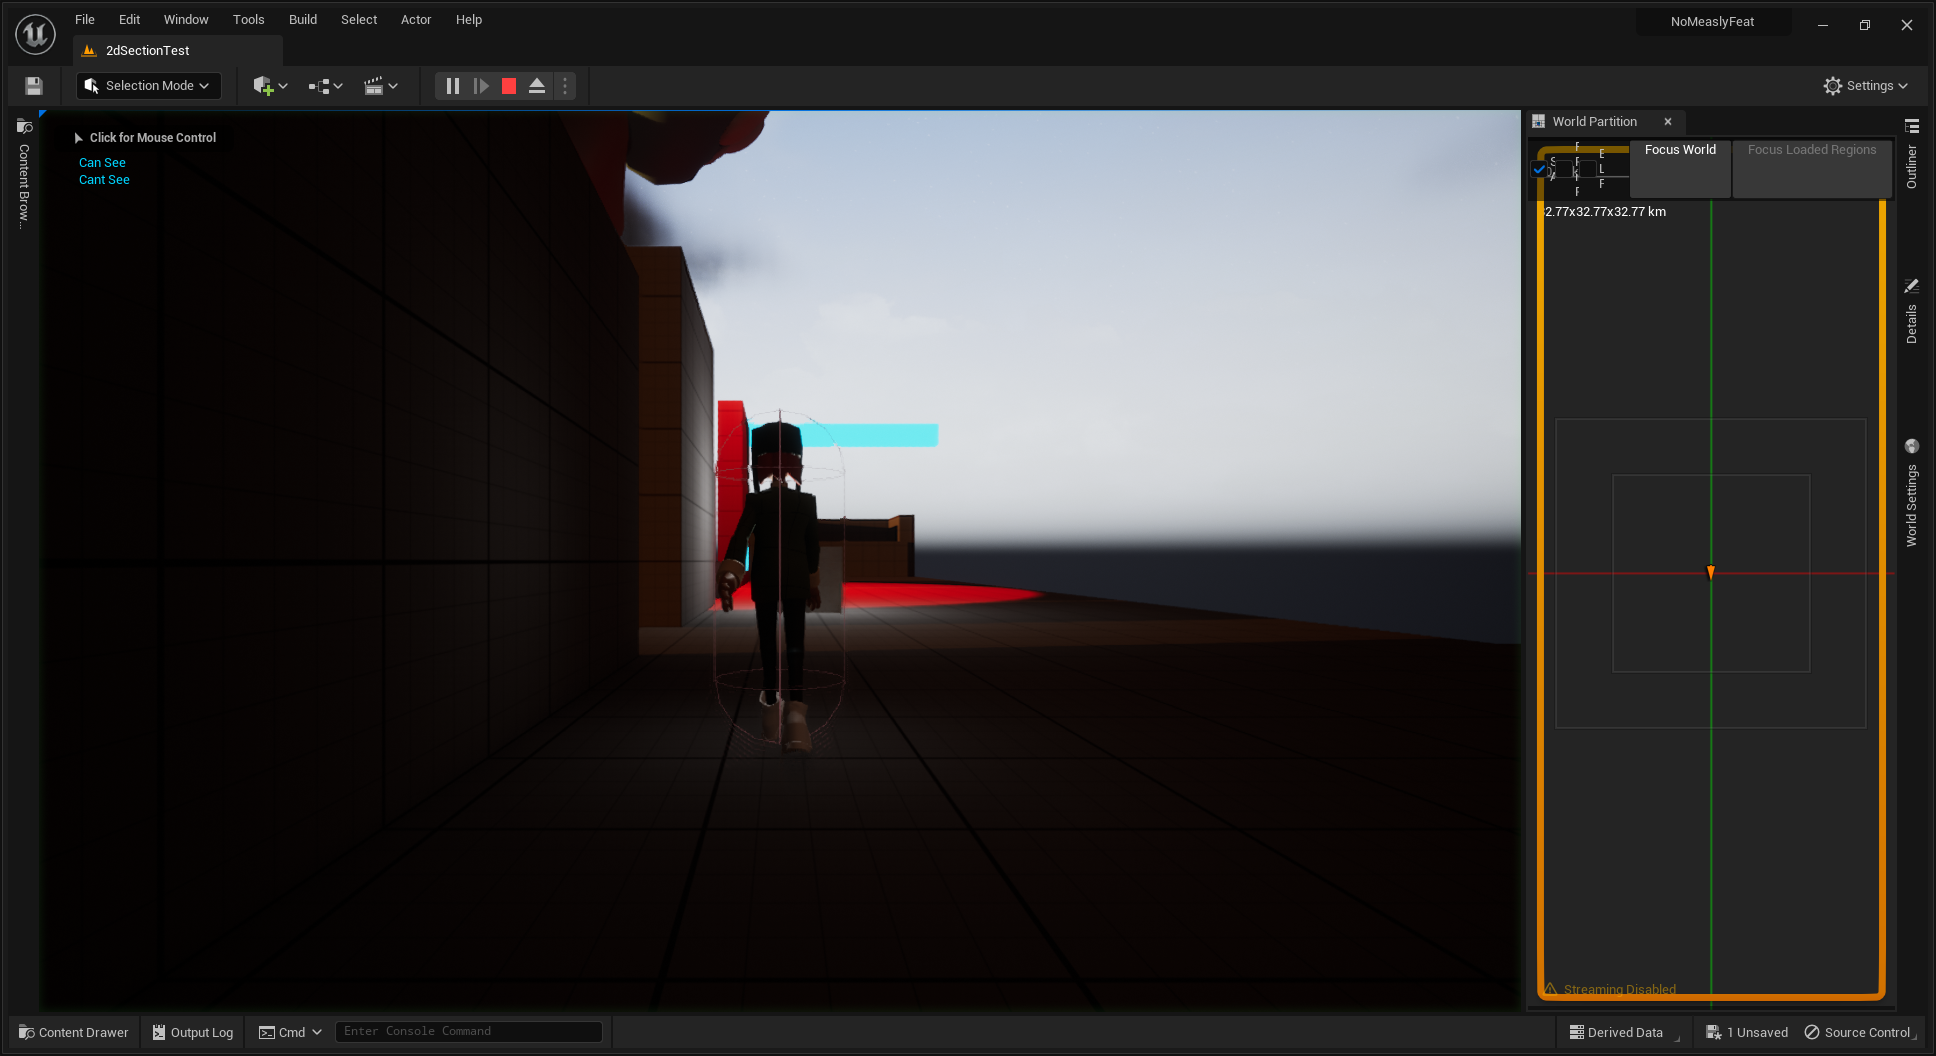 File Edit Window Tools Build Select Actor Help
NoMeaslyFeat
2dSectionTest
Selection Mode
Settings
Click for Mouse Control
Can See
Cant See
Content Brow...
World Partition
Focus World
Focus Loaded Regions
32.77x32.77x32.77 km
Streaming Disabled
Outliner
Details
World Settings
Content Drawer
Output Log
Cmd
Enter Console Command
Derived Data
1 Unsaved
Source Control